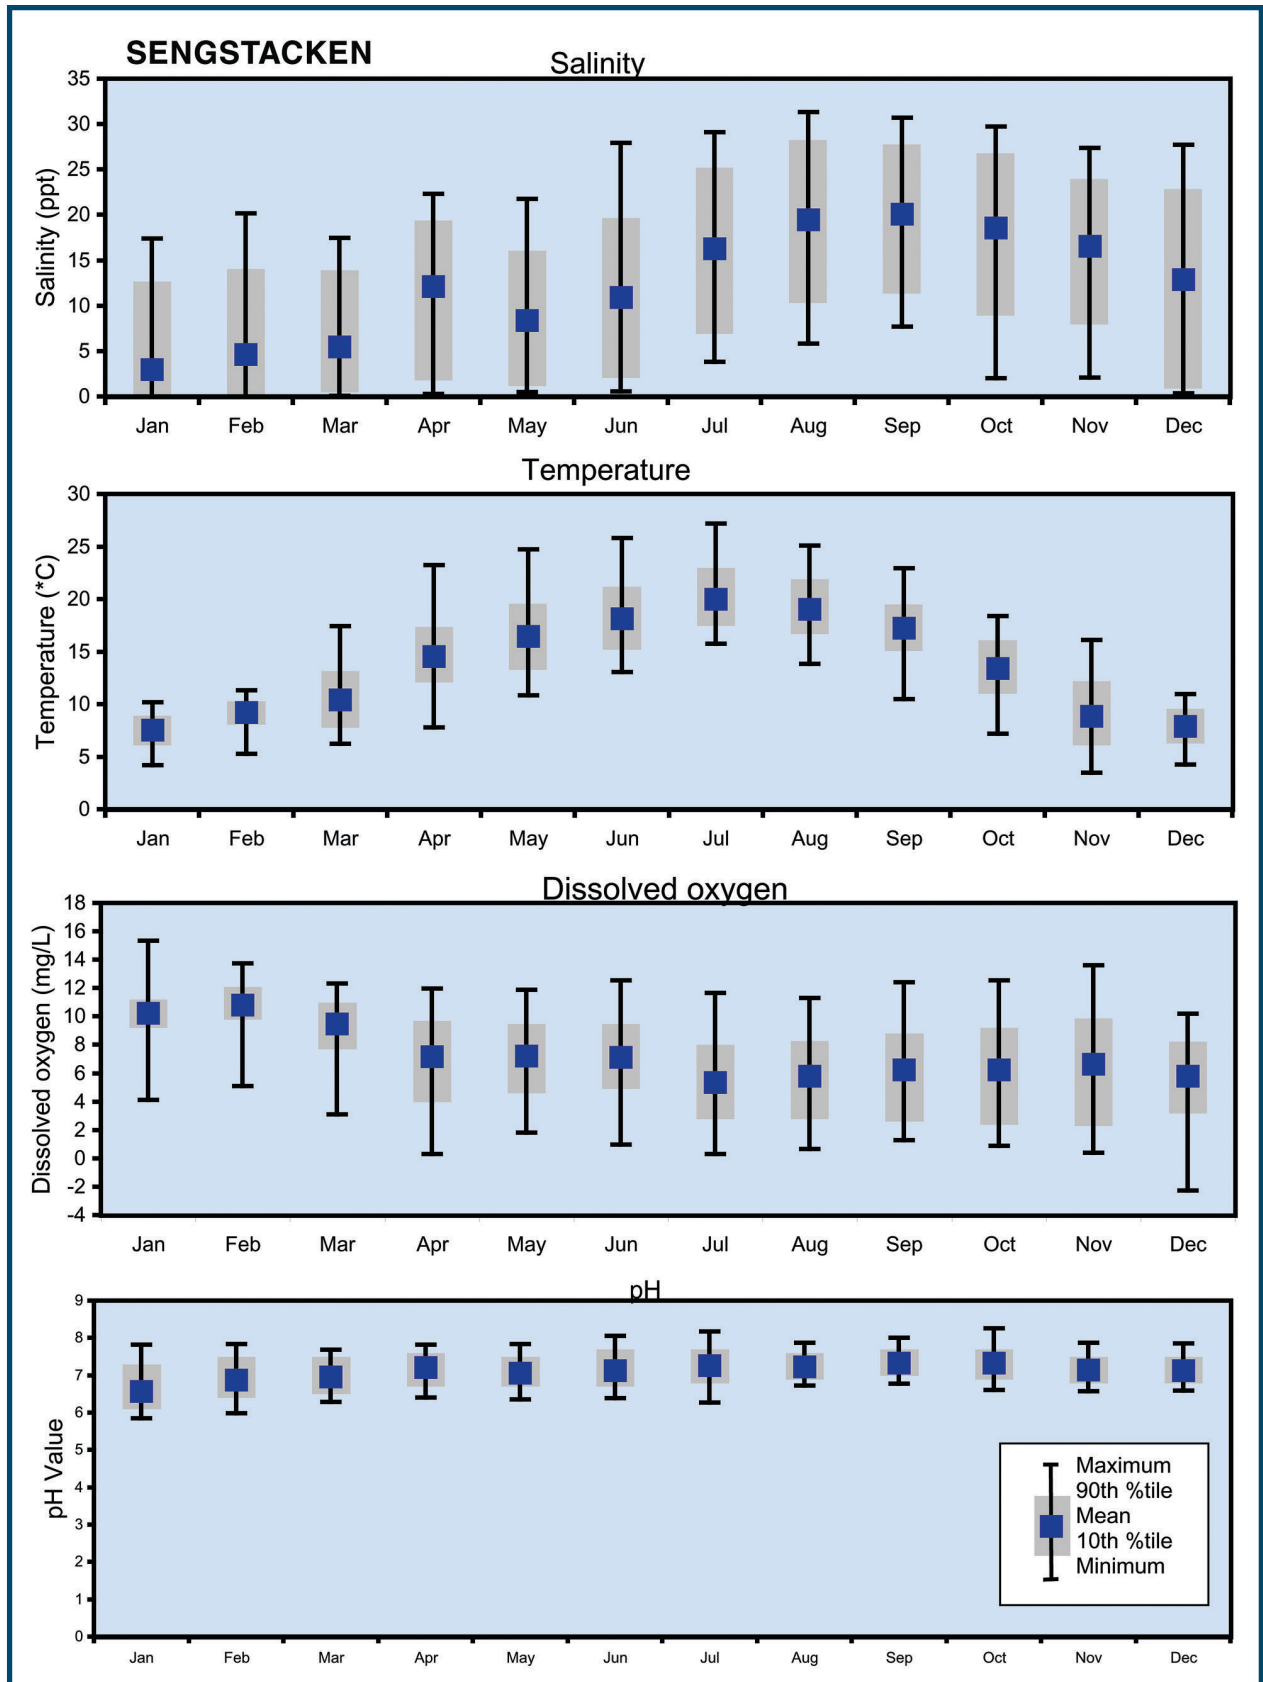 SENGSTACKEN
Salinity
Salinity (ppt)
35
30
25
20
15
10
5
0
Jan Feb Mar Apr May Jun Jul Aug Sep Oct Nov Dec
Temperature
Temperature (*C)
30
25
20
15
10
5
0
Jan Feb Mar Apr May Jun Jul Aug Sep Oct Nov Dec
Dissolved oxygen
Dissolved oxygen (mg/L)
18
16
14
12
10
8
6
4
2
0
-2
-4
Jan Feb Mar Apr May Jun Jul Aug Sep Oct Nov Dec
pH
pH Value
9
8
7
6
5
4
3
2
1
0
Maximum
90th %tile
Mean
10th %tile
Minimum
Jan Feb Mar Apr May Jun Jul Aug Sep Oct Nov Dec